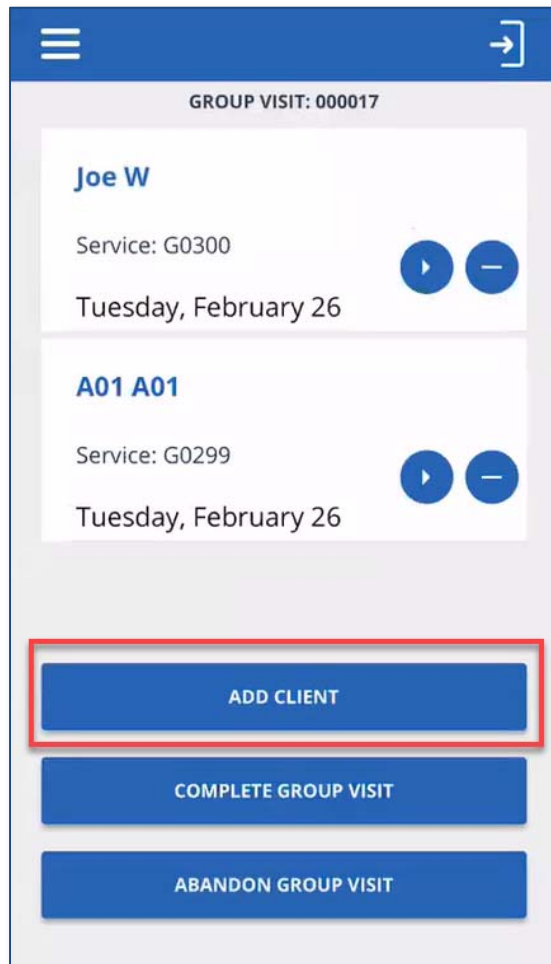 GROUP VISIT: 000017
Joe W
Service: G0300
Tuesday, February 26
A01 A01
Service: G0299
Tuesday, February 26
ADD CLIENT
COMPLETE GROUP VISIT
ABANDON GROUP VISIT